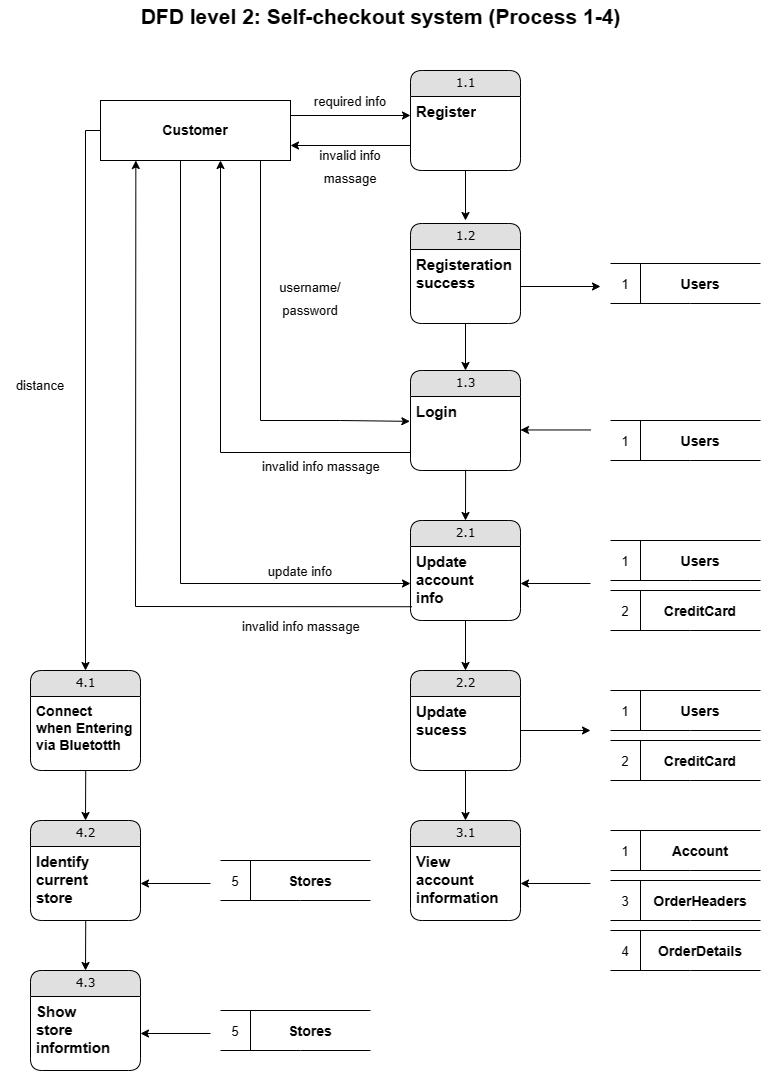 DFD level 2: Self-checkout system (Process 1-4)
1.1
Register
required info
Customer
invalid info
massage
1.2
Registeration
success
1 Users
username/
password
distance
1.3
Login
1 Users
invalid info massage
2.1
Update
account
info
update info
1 Users
2 CreditCard
invalid info massage
4.1
Connect
when Entering
via Bluetotth
2.2
Update
sucess
1 Users
2 CreditCard
4.2
Identify
current
store
5 Stores
3.1
View
account
information
1 Account
3 OrderHeaders
4 OrderDetails
4.3
Show
store
informtion
5 Stores